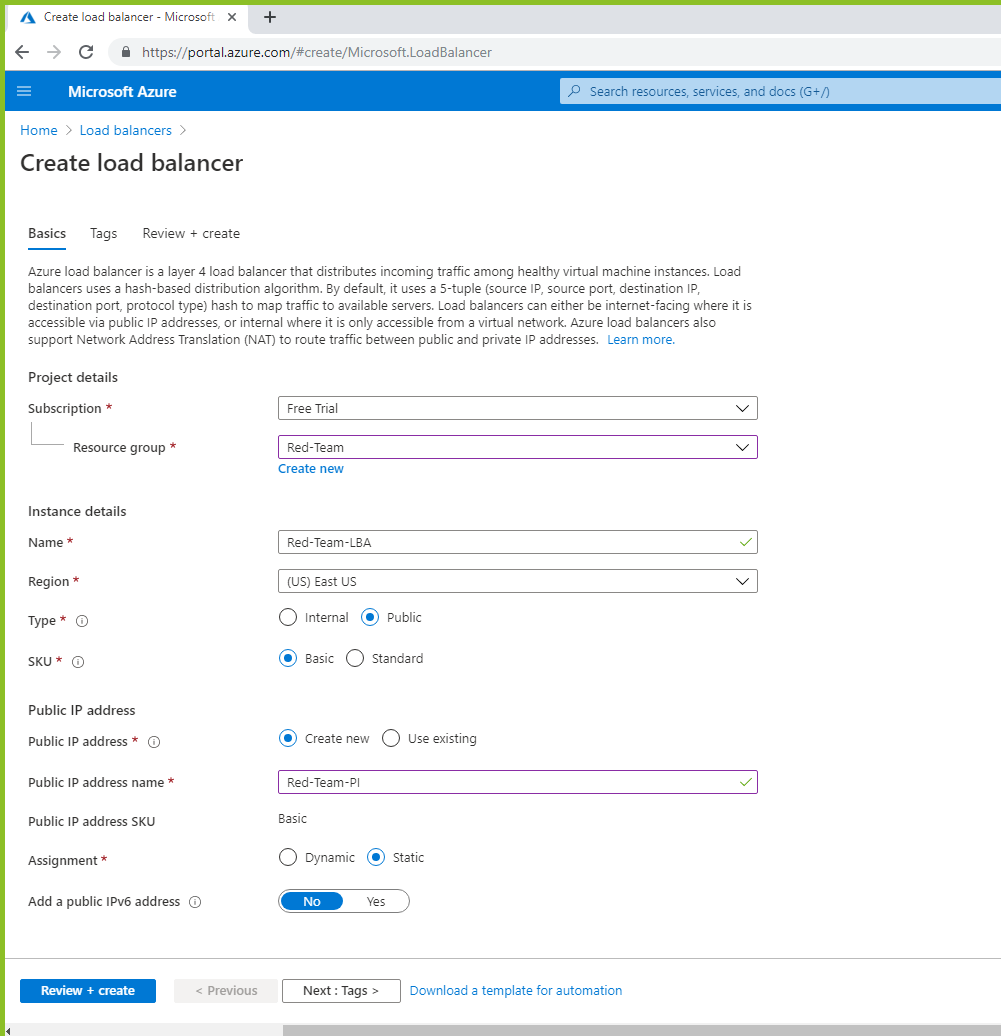 Create load balancer - Microsoft
https://portal.azure.com/#create/Microsoft.LoadBalancer
Microsoft Azure
Search resources, services, and docs (G+/)
Home > Load balancers >
Create load balancer
Basics Tags Review + create
Azure load balancer is a layer 4 load balancer that distributes incoming traffic among healthy virtual machine instances. Load
balancers uses a hash-based distribution algorithm. By default, it uses a 5-tuple (source IP, source port, destination IP,
destination port, protocol type) hash to map traffic to available servers. Load balancers can either be internet-facing where it is
accessible via public IP addresses, or internal where it is only accessible from a virtual network. Azure load balancers also
support Network Address Translation (NAT) to route traffic between public and private IP addresses. Learn more.
Project details
Subscription * Free Trial
Resource group * Red-Team
Create new
Instance details
Name * Red-Team-LBA
Region * (US) East US
Type * Internal Public
SKU * Basic Standard
Public IP address
Public IP address * Create new Use existing
Public IP address name * Red-Team-PI
Public IP address SKU Basic
Assignment * Dynamic Static
Add a public IPv6 address No Yes
Review + create < Previous Next : Tags > Download a template for automation